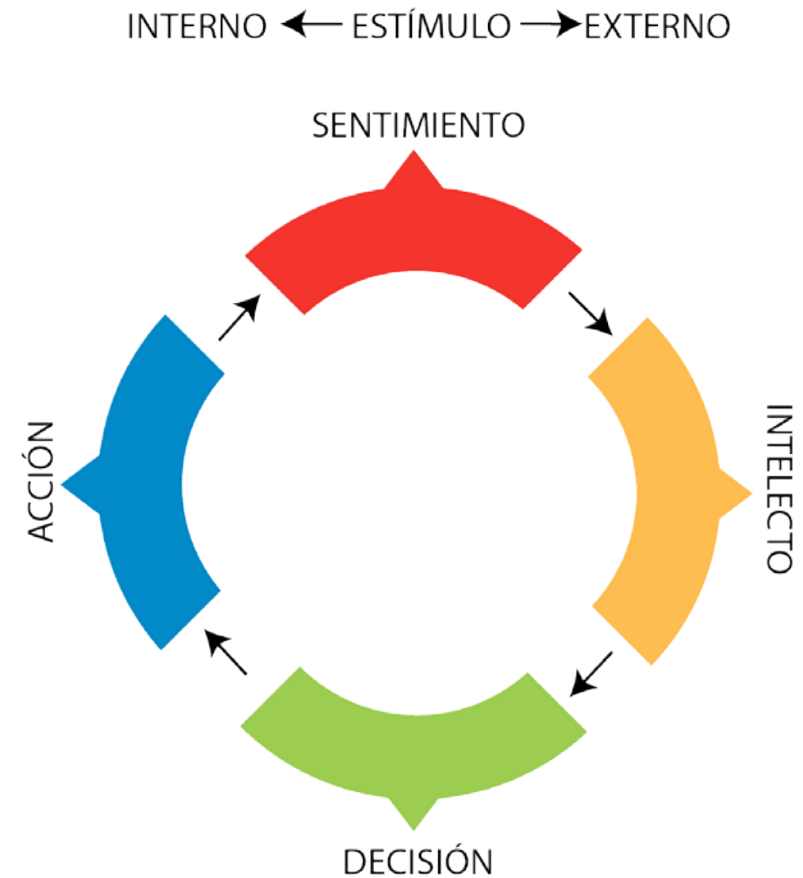 INTERNO ESTÍMULO EXTERNO
SENTIMIENTO
INTELECTO
ACCIÓN
DECISIÓN